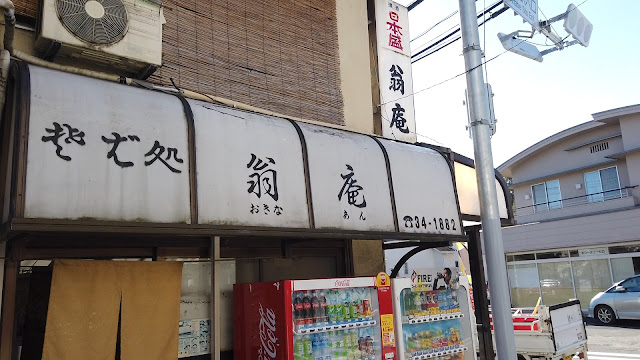 そば処
翁庵
おきな
あん
☎34-1882
日本盛
翁庵
Coca-Cola
FIRE